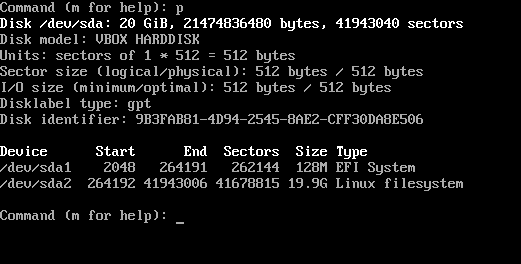 Command (m for help): p
Disk /dev/sda: 20 GiB, 21474836480 bytes, 41943040 sectors
Disk model: VBOX HARDDISK
Units: sectors of 1 * 512 = 512 bytes
Sector size (logical/physical): 512 bytes / 512 bytes
I/O size (minimum/optimal): 512 bytes / 512 bytes
Disklabel type: gpt
Disk identifier: 9B3FAB81-4D94-2545-8AE2-CFF30DA8E506
Device Start End Sectors Size Type
/dev/sda1 2048 264191 262144 128M EFI System
/dev/sda2 264192 41943006 41678815 19.9G Linux filesystem
Command (m for help): _